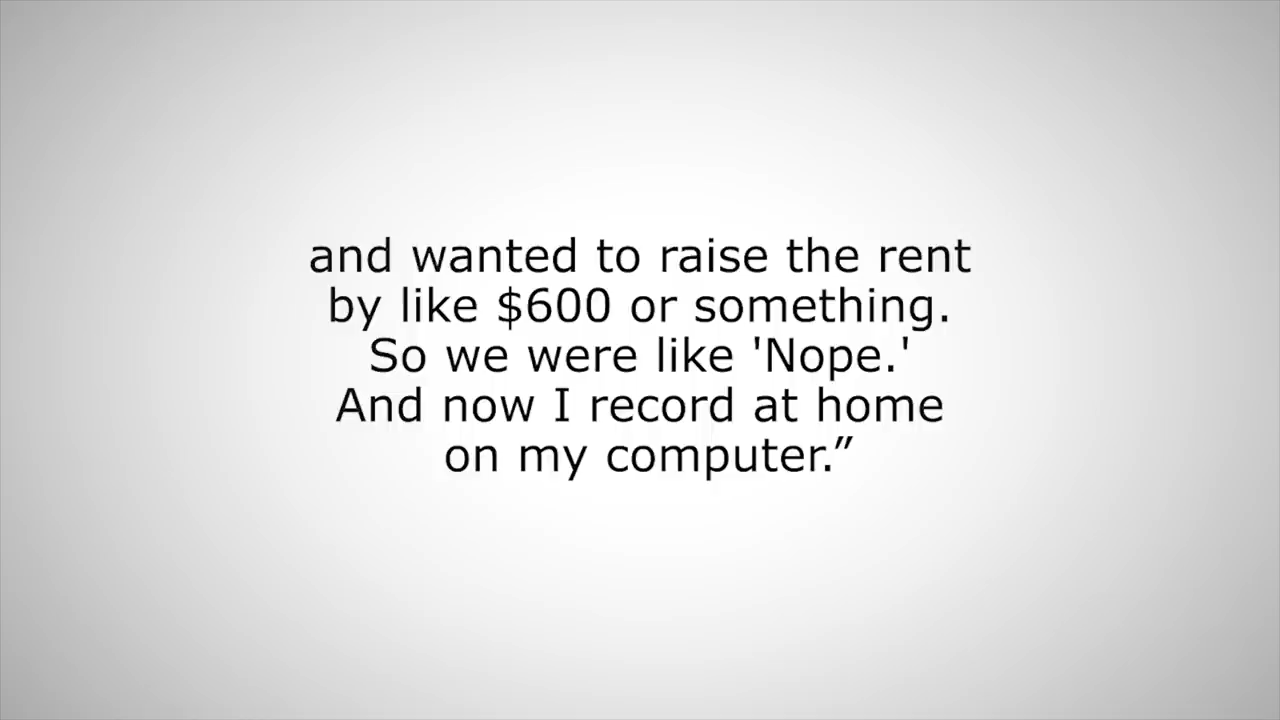 and wanted to raise the rent
by like $600 or something.
So we were like 'Nope.'
And now I record at home
on my computer.”